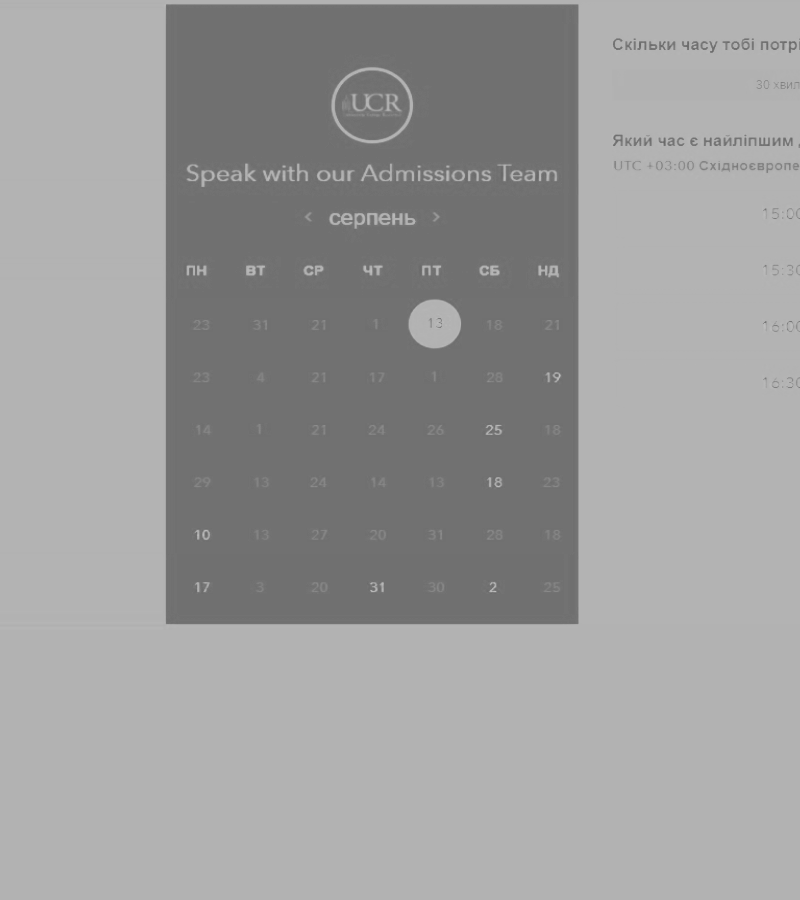 UCR
Speak with our Admissions Team
< серпень >
ПН ВТ СР ЧТ ПТ СБ НД
23 31 21 1 13 18 21
23 4 21 17 1 28 19
14 1 21 24 26 25 18
29 13 24 14 13 18 23
10 13 27 20 31 28 18
17 3 20 31 30 2 25
Скільки часу тобі потрі
30 хвил
Який час є найліпшим
UTC +03:00 Східноєвропе
15:00
15:30
16:00
16:30